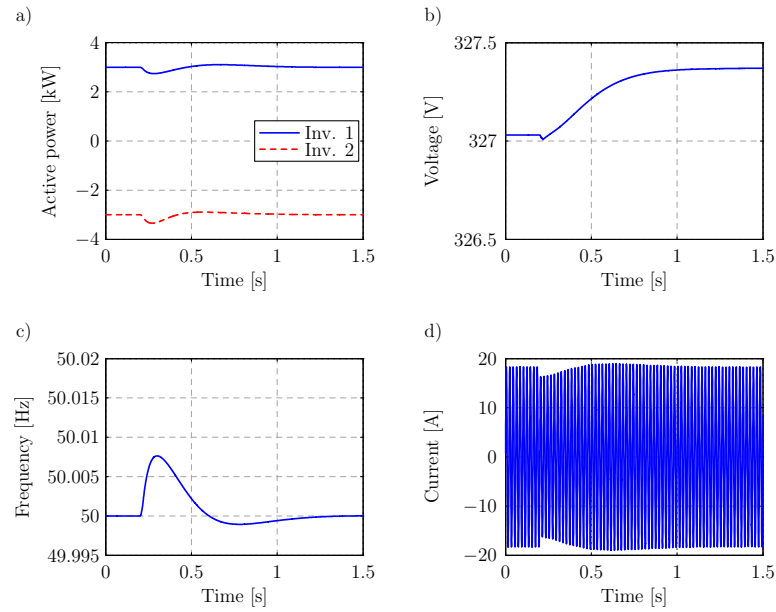 a)
Active power [kW]
4
2
0
−2
−4
Inv. 1
Inv. 2
0
0.5
1
1.5
Time [s]
b)
Voltage [V]
327.5
327
326.5
0
0.5
1
1.5
Time [s]
c)
Frequency [Hz]
50.02
50.015
50.01
50.005
50
49.995
0
0.5
1
1.5
Time [s]
d)
Current [A]
20
10
0
−10
−20
0
0.5
1
1.5
Time [s]